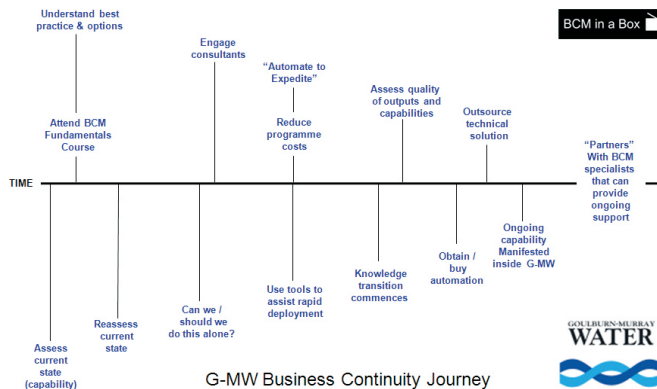 Understand best
practice & options
BCM in a Box
Engage
consultants
“Automate to
Expedite”
Assess quality
of outputs and
capabilities
Attend BCM
Fundamentals
Course
Reduce
programme
costs
Outsource
technical
solution
“Partners”
With BCM
specialists
that can
provide
ongoing
support
TIME
Ongoing
capability
Manifested
inside G-MW
Obtain /
buy
automation
Knowledge
transition
commences
Use tools to
assist rapid
deployment
Can we /
should we
do this alone?
Reassess
current
state
Assess
current
state
(capability)
GOULBURN-MURRAY
WATER
G-MW Business Continuity Journey